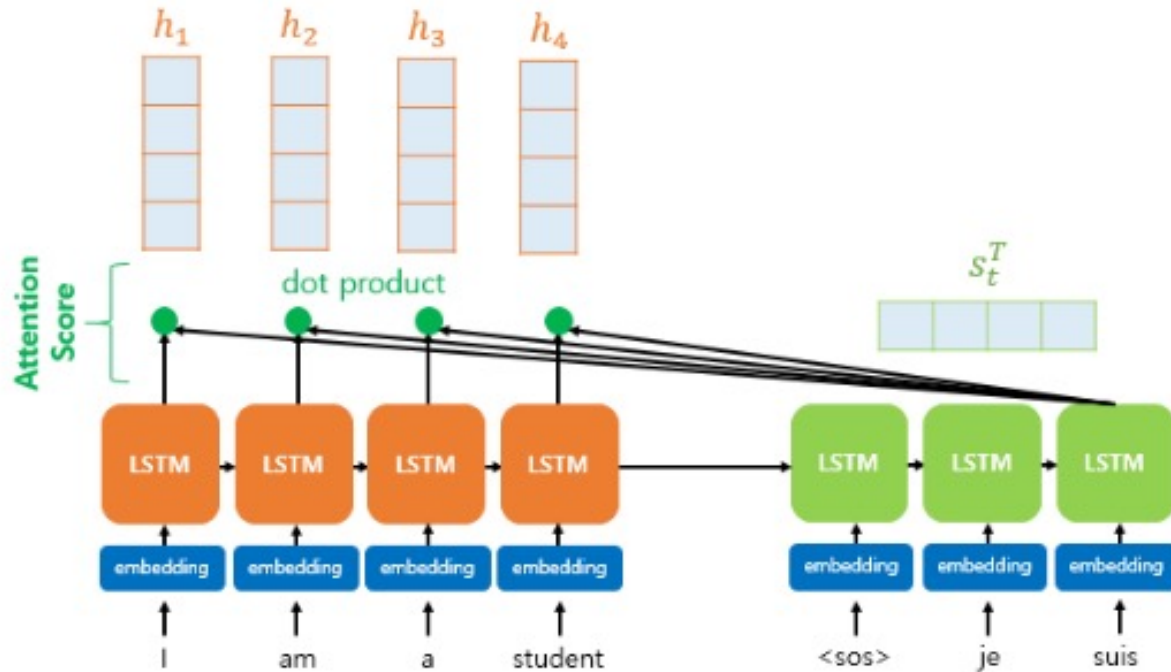 h₁ h₂ h₃ h₄
Attention
Score
dot product
sₜᵀ
LSTM LSTM LSTM LSTM LSTM LSTM LSTM
embedding embedding embedding embedding embedding embedding embedding
I am a student <sos> je suis